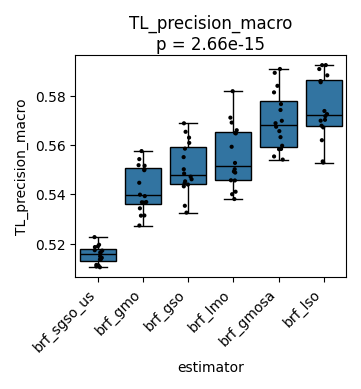 TL_precision_macro
p = 2.66e-15
TL_precision_macro
0.58
0.56
0.54
0.52
brf_sgso_us
brf_gmo
brf_gso
brf_lmo
brf_gmosa
brf_lso
estimator